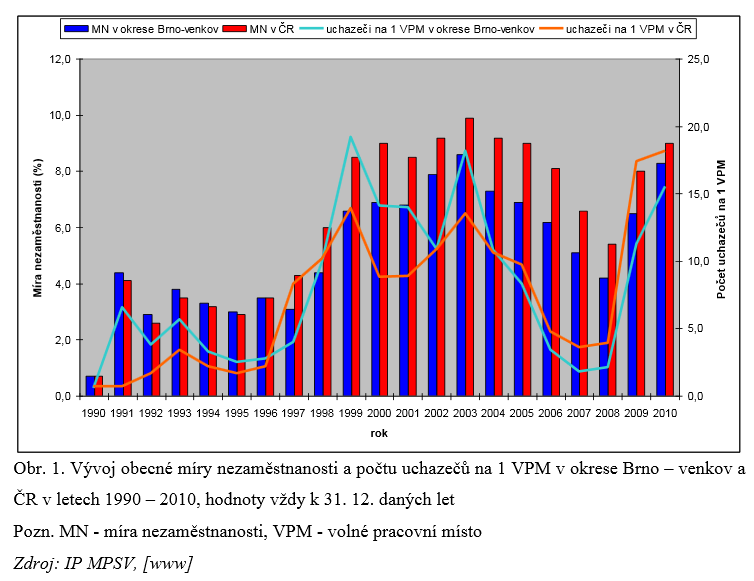 MN v okrese Brno-venkov MN v ČR uchazeči na 1 VPM v okrese Brno-venkov uchazeči na 1 VPM v ČR
12,0
10,0
8,0
6,0
4,0
2,0
0,0
Míra nezaměstnanosti (%)
25,0
20,0
15,0
10,0
5,0
0,0
Počet uchazečů na 1 VPM
1990 1991 1992 1993 1994 1995 1996 1997 1998 1999 2000 2001 2002 2003 2004 2005 2006 2007 2008 2009 2010
rok
Obr. 1. Vývoj obecné míry nezaměstnanosti a počtu uchazečů na 1 VPM v okrese Brno – venkov a
ČR v letech 1990 – 2010, hodnoty vždy k 31. 12. daných let
Pozn. MN - míra nezaměstnanosti, VPM - volné pracovní místo
Zdroj: IP MPSV, [www]